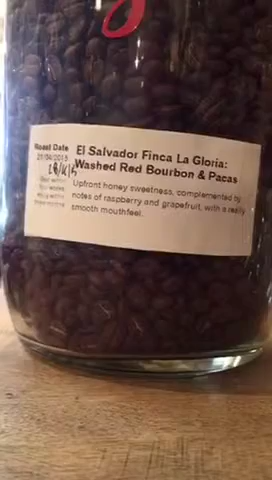 Roast Date
El Salvador Finca La Gloria:
Washed Red Bourbon & Pacas
Upfront honey sweetness, complemented by
notes of raspberry and grapefruit, with a really
smooth mouthfeel.